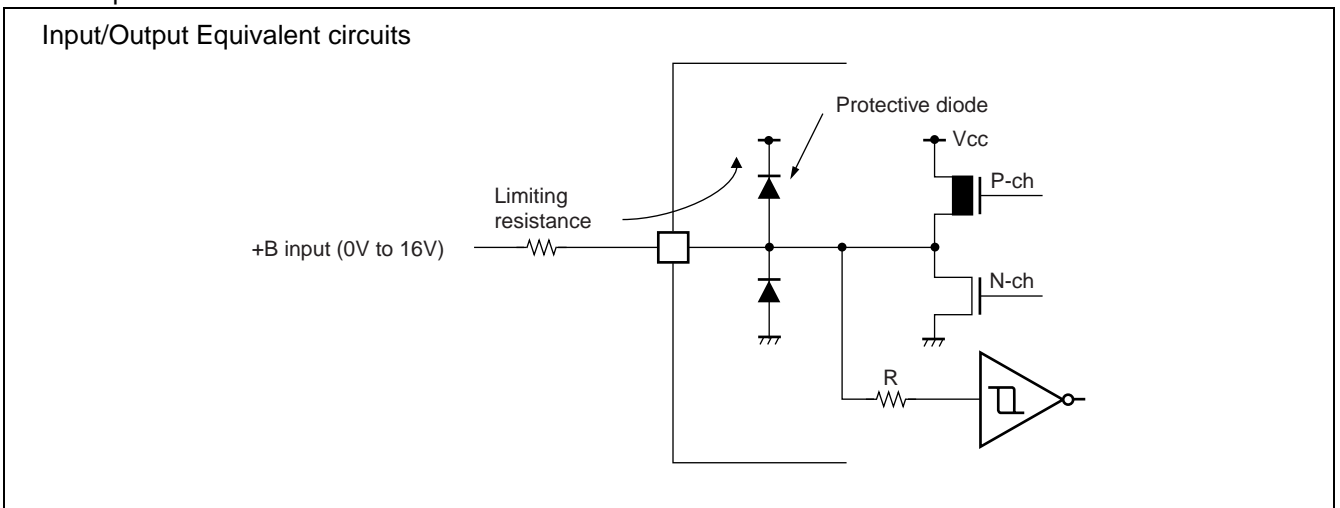 Input/Output Equivalent circuits
Protective diode
Vcc
P-ch
Limiting
resistance
+B input (0V to 16V)
N-ch
R